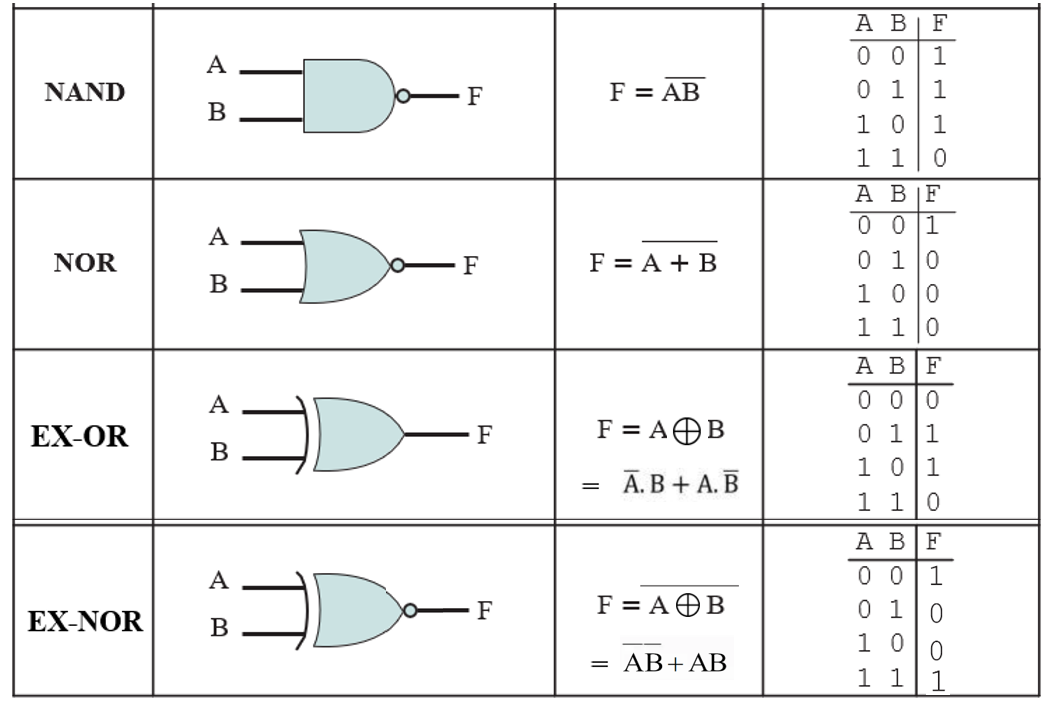 NAND
A
B
F
F = A̅B̅
A B F
0 0 1
0 1 1
1 0 1
1 1 0
NOR
A
B
F
F = A̅ ̅+̅ ̅B̅
A B F
0 0 1
0 1 0
1 0 0
1 1 0
EX-OR
A
B
F
F = A ⊕ B
= A̅. B + A. B̅
A B F
0 0 0
0 1 1
1 0 1
1 1 0
EX-NOR
A
B
F
F = A̅ ̅⊕̅ ̅B̅
= A̅ B̅ + AB
A B F
0 0 1
0 1 0
1 0 0
1 1 1